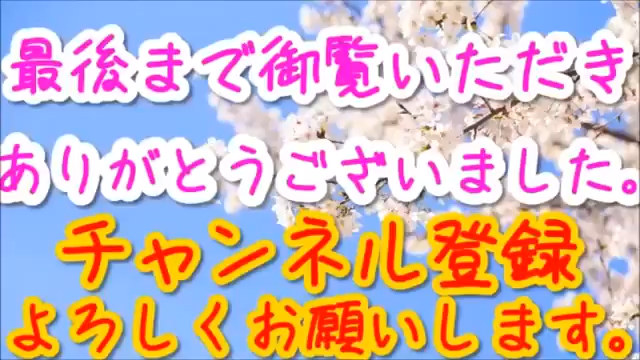 最後まで御覧いただき
ありがとうございました。
チャンネル登録
よろしくお願いします。